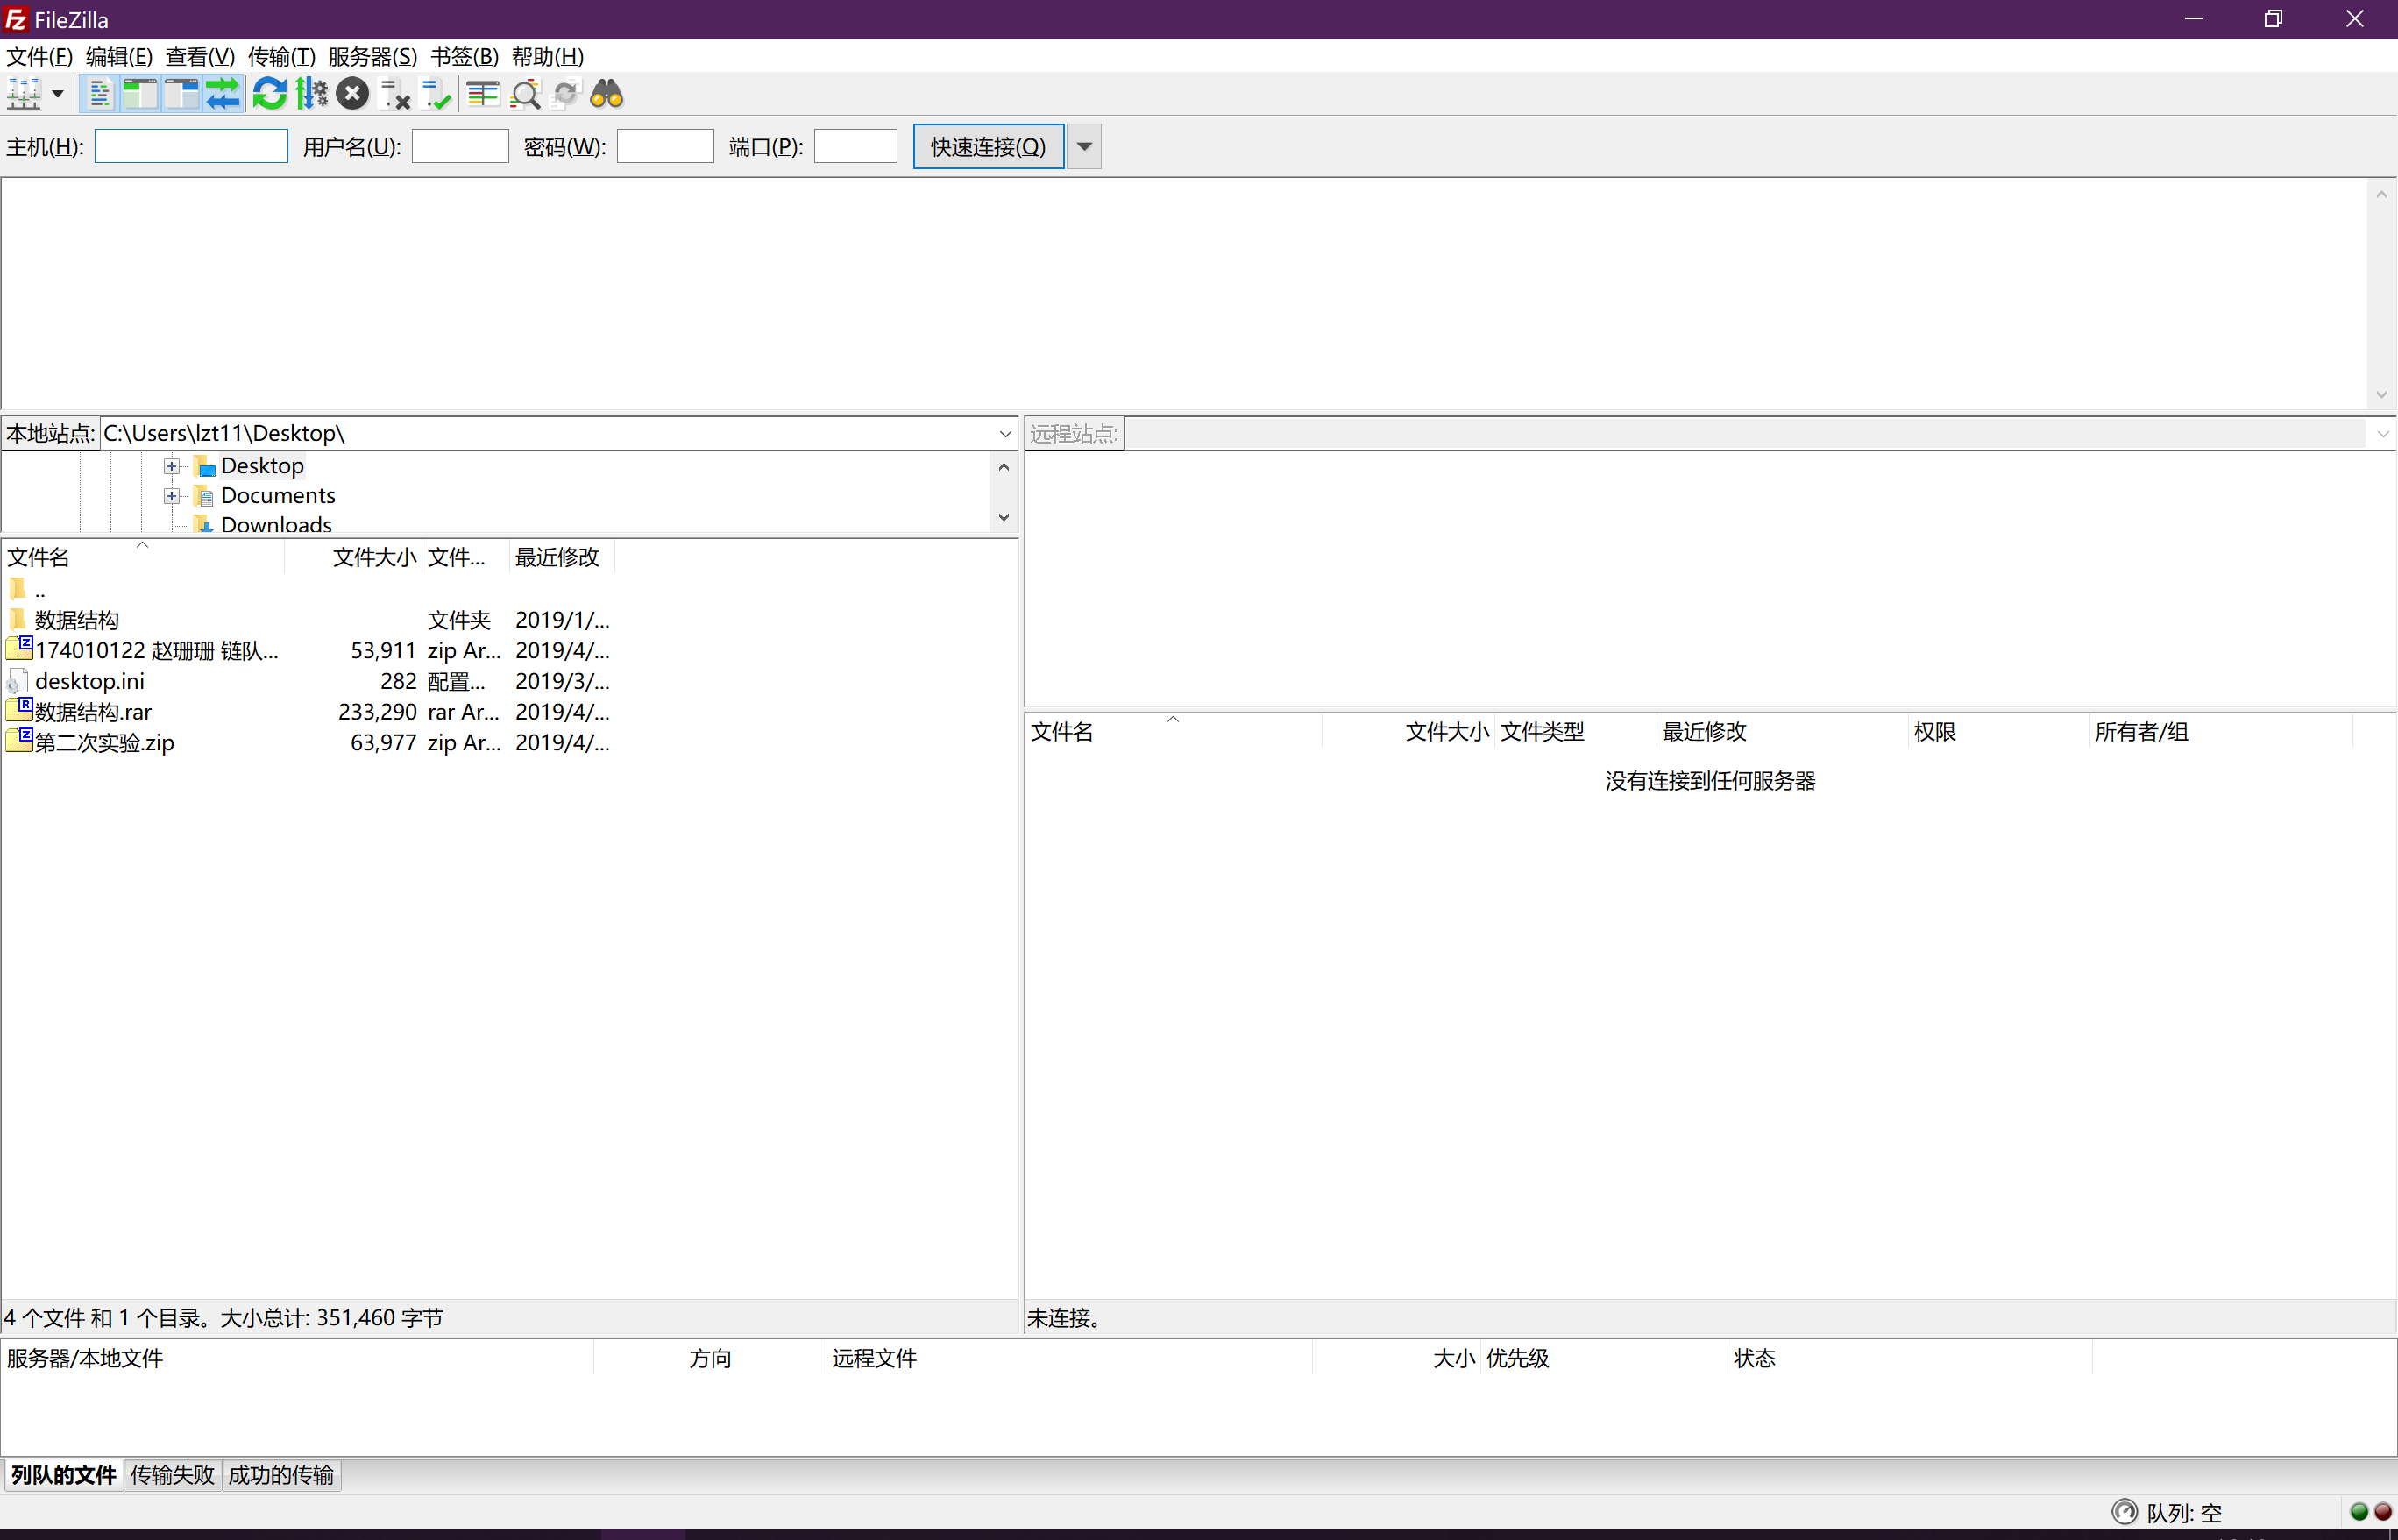 FileZilla
文件(F) 编辑(E) 查看(V) 传输(T) 服务器(S) 书签(B) 帮助(H)
主机(H): 用户名(U): 密码(W): 端口(P): 快速连接(Q)
本地站点: C:\Users\lzt11\Desktop\
Desktop
Documents
Downloads
文件名 文件大小 文件... 最近修改
..
数据结构 文件夹 2019/1/...
174010122 赵珊珊 链队... 53,911 zip Ar... 2019/4/...
desktop.ini 282 配置... 2019/3/...
数据结构.rar 233,290 rar Ar... 2019/4/...
第二次实验.zip 63,977 zip Ar... 2019/4/...
4 个文件 和 1 个目录。大小总计: 351,460 字节
远程站点:
文件名 文件大小 文件类型 最近修改 权限 所有者/组
没有连接到任何服务器
未连接。
服务器/本地文件 方向 远程文件 大小 优先级 状态
列队的文件 传输失败 成功的传输
队列: 空